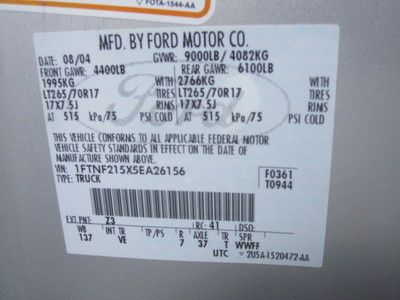 FOTA-1544-AA
MFD. BY FORD MOTOR CO.
08/04 GVWR: 9000LB/ 4082KG
FRONT GAWR: 4400LB REAR GAWR: 6100LB
1995KG WITH 2766KG WITH
LT265/70R17 TIRES LT265/70R17 TIRES
17X7.5J RIMS 17X7.5J RIMS
AT 515 kPa/75 PSI COLD AT 515 kPa/75 PSI COLD
Ford
THIS VEHICLE CONFORMS TO ALL APPLICABLE FEDERAL MOTOR
VEHICLE SAFETY STANDARDS IN EFFECT ON THE DATE OF
MANUFACTURE SHOWN ABOVE.
VIN: 1FTNF215X5EA26156
TYPE: TRUCK
F0361
T0944
EXT.PNT: Z3 RC: 41 DSO:
WB INT TR TP/PS R AXLE TR SPR
137 VE 7 37 T WWFF
UTC 2U5A-1520472-AA